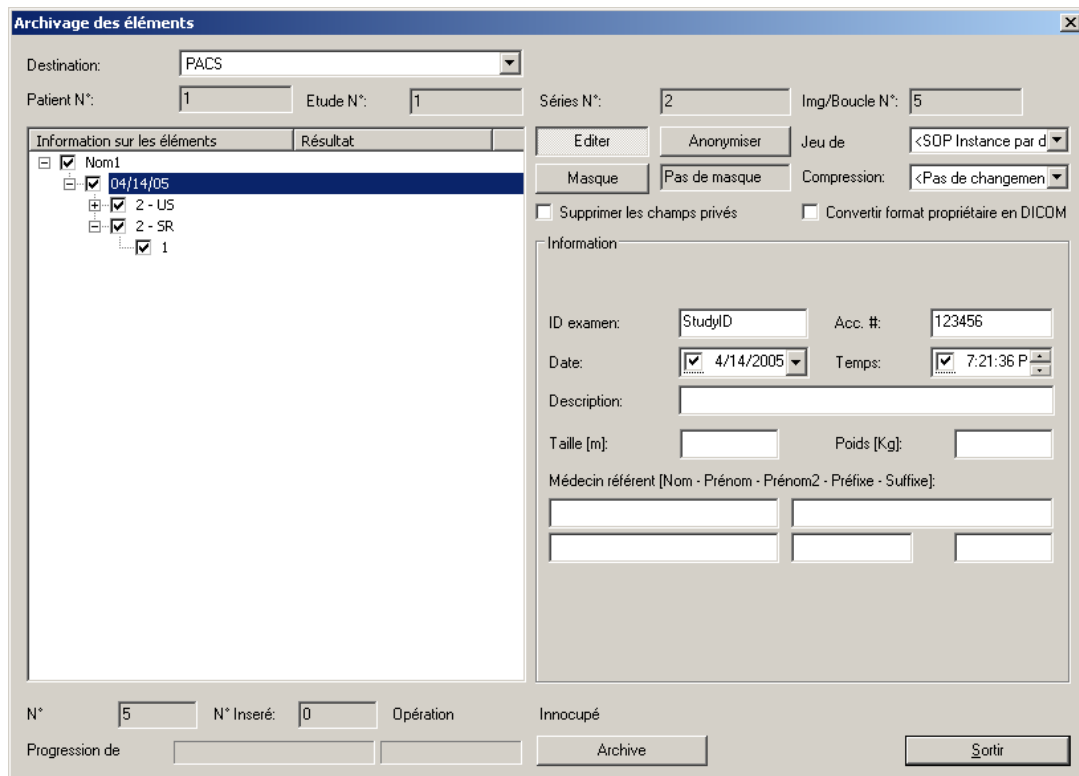 Archivage des éléments
Destination: PACS
Patient N°: 1 Etude N°: 1 Séries N°: 2 Img/Boucle N°: 5
Information sur les éléments Résultat
Nom1
04/14/05
2 - US
2 - SR
1
Editer Anonymiser Jeu de <SOP Instance par d
Masque Pas de masque Compression: <Pas de changemen
Supprimer les champs privés Convertir format propriétaire en DICOM
Information
ID examen: StudyID Acc. #: 123456
Date: 4/14/2005 Temps: 7:21:36 P
Description:
Taille [m]: Poids [Kg]:
Médecin référent [Nom - Prénom - Prénom2 - Préfixe - Suffixe]:
N° 5 N° Inseré: 0 Opération Innocupé
Progression de Archive Sortir